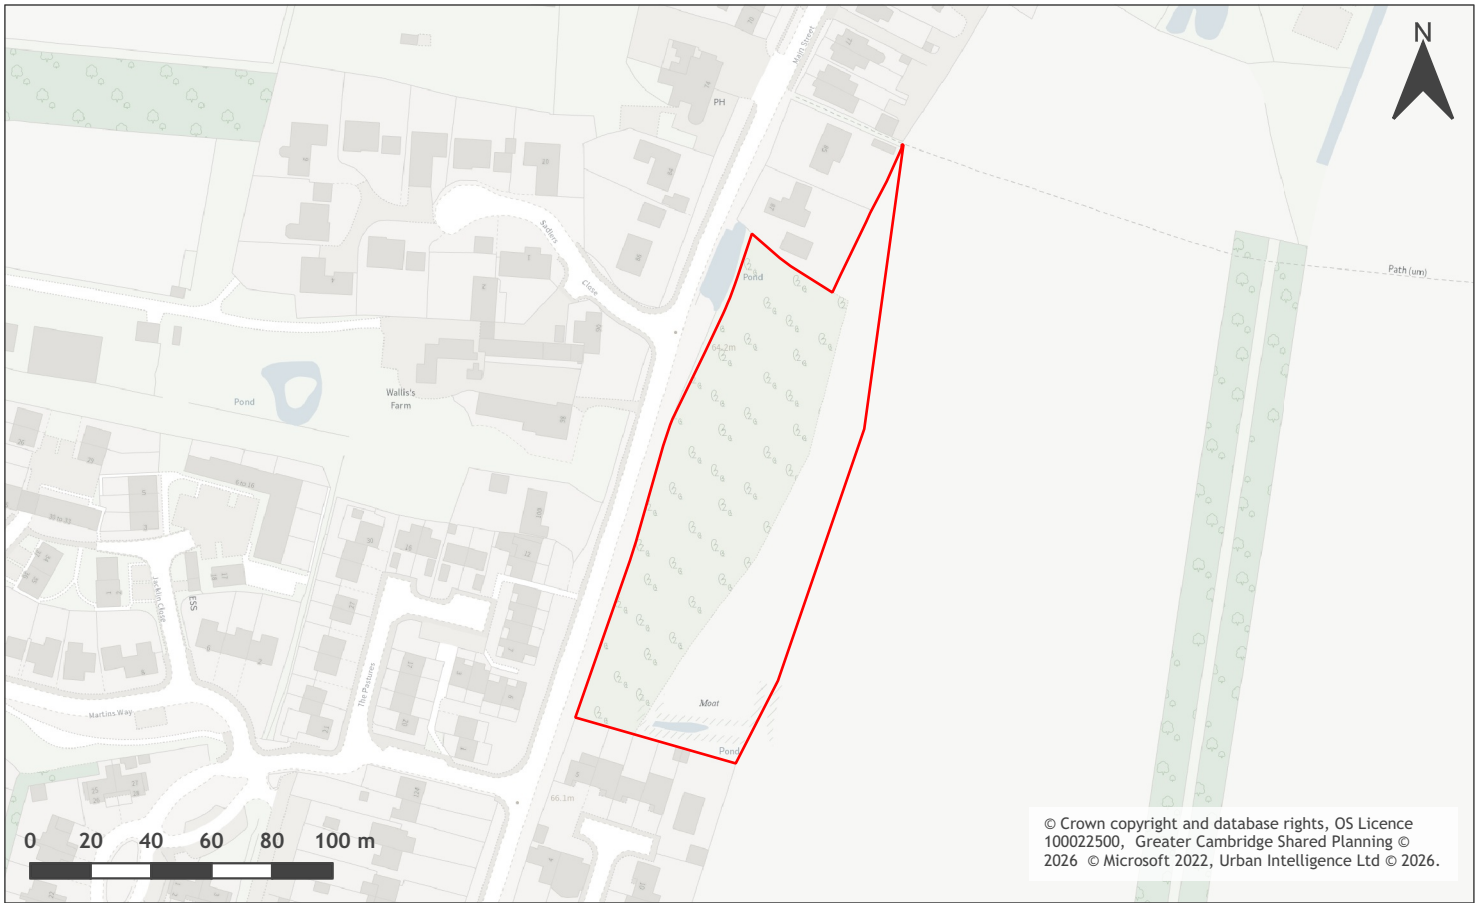 Main Street
N
PH
Sadlers
Close
Pond
64.2m
Path (um)
Wallis's
Farm
Pond
Jacklin Close
ESS
The Pastures
Martins Way
Moat
Pond
66.1m
0 20 40 60 80 100 m
© Crown copyright and database rights, OS Licence
100022500, Greater Cambridge Shared Planning ©
2026 © Microsoft 2022, Urban Intelligence Ltd © 2026.